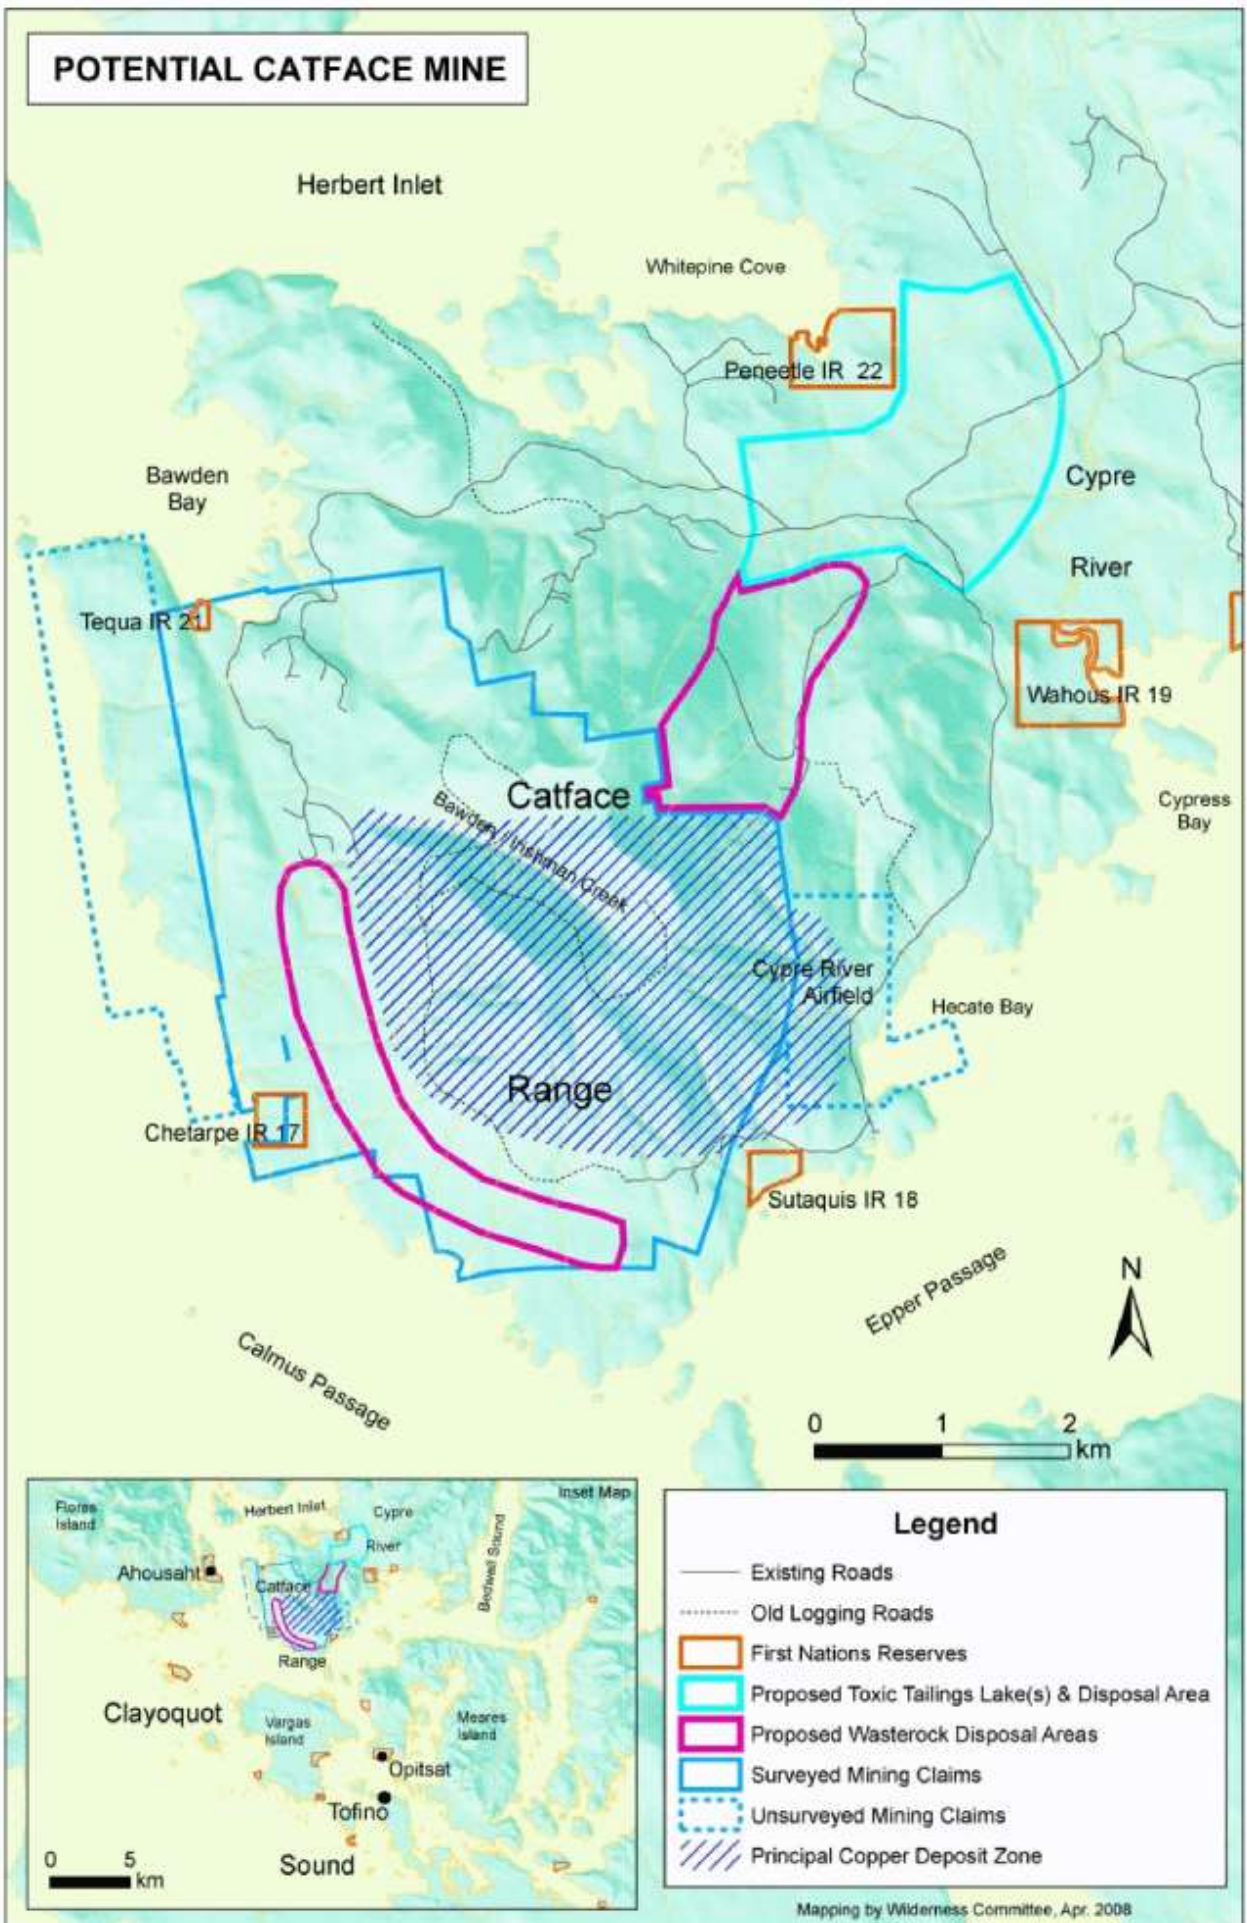 POTENTIAL CATFACE MINE
Herbert Inlet
Whitepine Cove
Peneetle IR 22
Bawden
Bay
Cypre
River
Tequa IR 21
Wahous IR 19
Catface
Cypress
Bay
Bawden / Irishman Creek
Cypre River
Airfield
Hecate Bay
Range
Chetarpe IR 17
Sutaquis IR 18
Epper Passage
N
Calmus Passage
0 1 2
km
Inset Map
Flores
Island
Herbert Inlet
Cypre
River
Bedwell Sound
Ahousaht
Catface
Range
Clayoquot
Vargas
Island
Meares
Island
Opitsat
Tofino
Sound
0 5
km
Legend
Existing Roads
Old Logging Roads
First Nations Reserves
Proposed Toxic Tailings Lake(s) & Disposal Area
Proposed Wasterock Disposal Areas
Surveyed Mining Claims
Unsurveyed Mining Claims
Principal Copper Deposit Zone
Mapping by Wilderness Committee, Apr. 2008